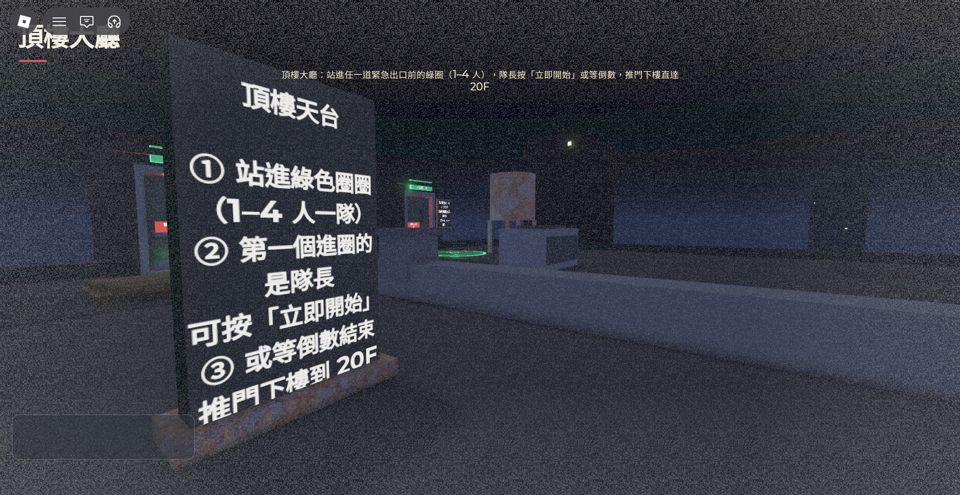 頂樓大廳
頂樓大廳：站進任一道緊急出口前的綠圈（1–4 人），隊長按「立即開始」或等倒數，推門下樓直達
20F
頂樓天台
① 站進綠色圈圈
（1–4 人一隊）
② 第一個進圈的
是隊長
可按「立即開始」
③ 或等倒數結束
推門下樓到 20F